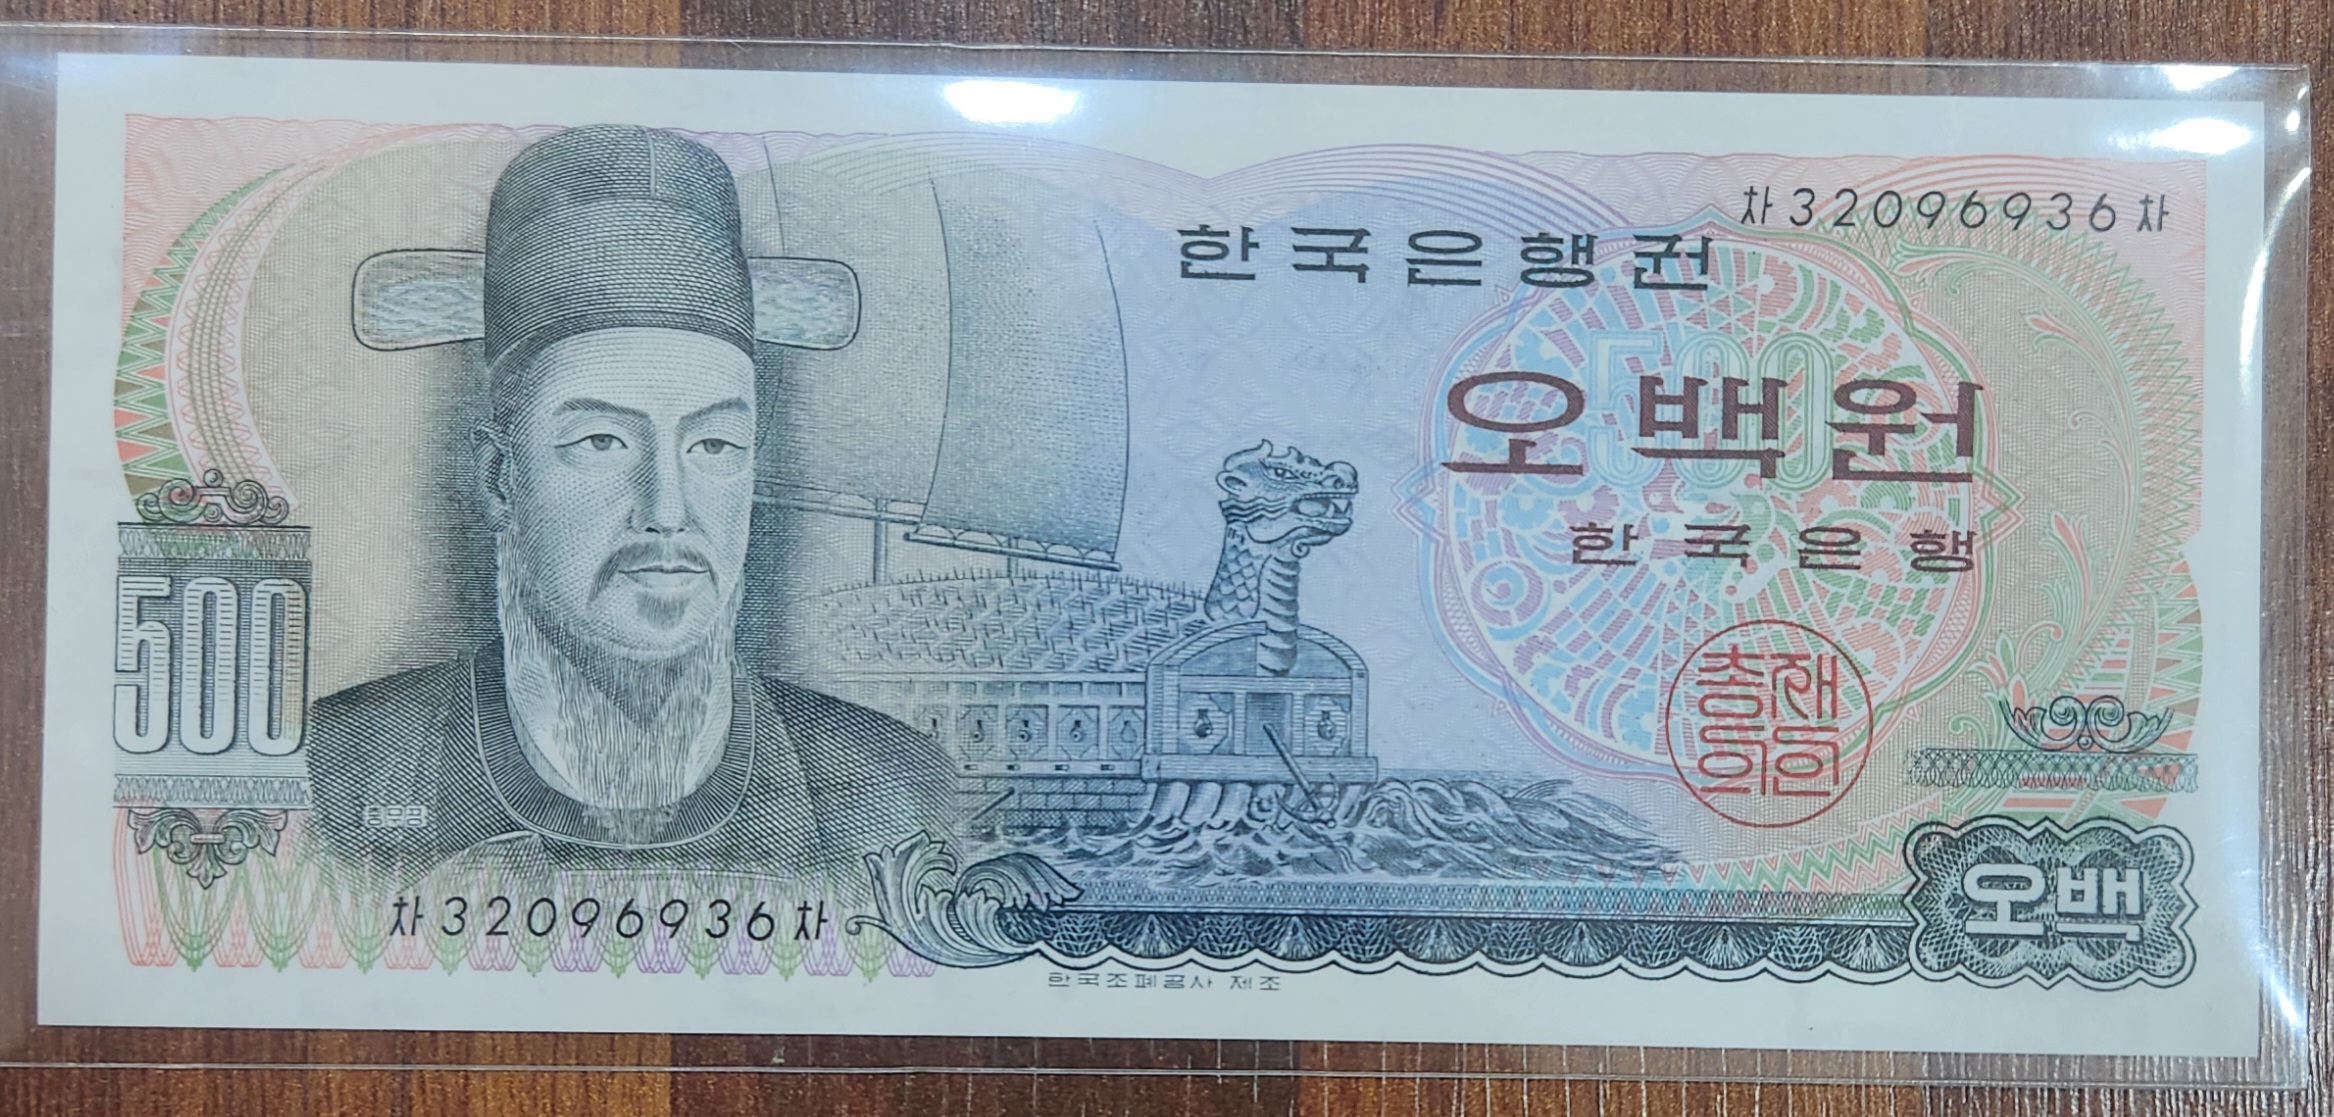 차32096936차
한국은행권
500
오백원
한국은행
총재의인
500
충무공
차32096936차
오백
한국조폐공사 제조